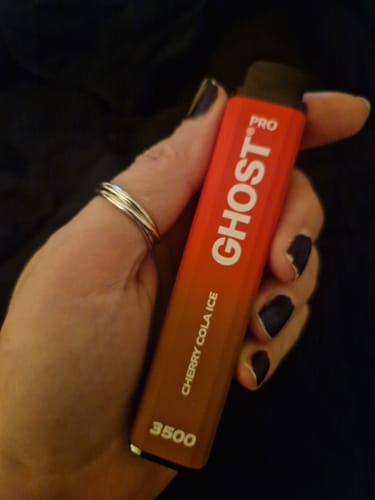 PRO
GHOST®
CHERRY COLA ICE
3500